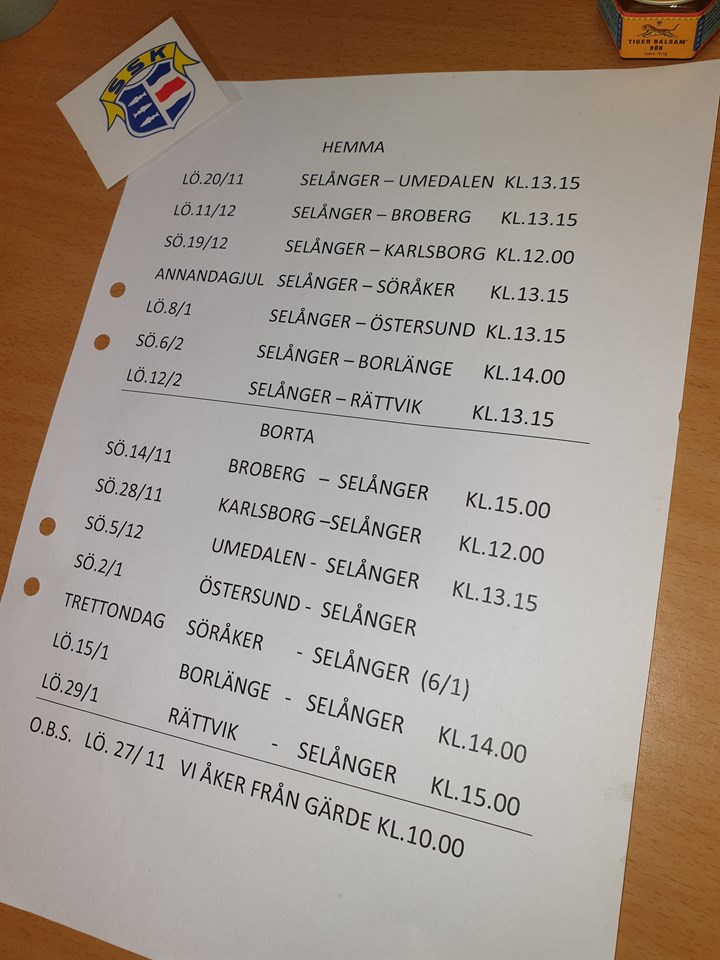 SSK
TIGER BALSAM
RÖD
HEMMA
LÖ.20/11 SELÅNGER – UMEDALEN KL.13.15
LÖ.11/12 SELÅNGER – BROBERG KL.13.15
SÖ.19/12 SELÅNGER – KARLSBORG KL.12.00
ANNANDAGJUL SELÅNGER – SÖRÅKER KL.13.15
LÖ.8/1 SELÅNGER – ÖSTERSUND KL.13.15
SÖ.6/2 SELÅNGER – BORLÄNGE KL.14.00
LÖ.12/2 SELÅNGER – RÄTTVIK KL.13.15
BORTA
SÖ.14/11 BROBERG – SELÅNGER KL.15.00
SÖ.28/11 KARLSBORG –SELÅNGER KL.12.00
SÖ.5/12 UMEDALEN - SELÅNGER KL.13.15
SÖ.2/1 ÖSTERSUND - SELÅNGER
TRETTONDAG SÖRÅKER - SELÅNGER (6/1)
LÖ.15/1 BORLÄNGE - SELÅNGER KL.14.00
LÖ.29/1 RÄTTVIK - SELÅNGER KL.15.00
O.B.S. LÖ. 27/ 11 VI ÅKER FRÅN GÄRDE KL.10.00